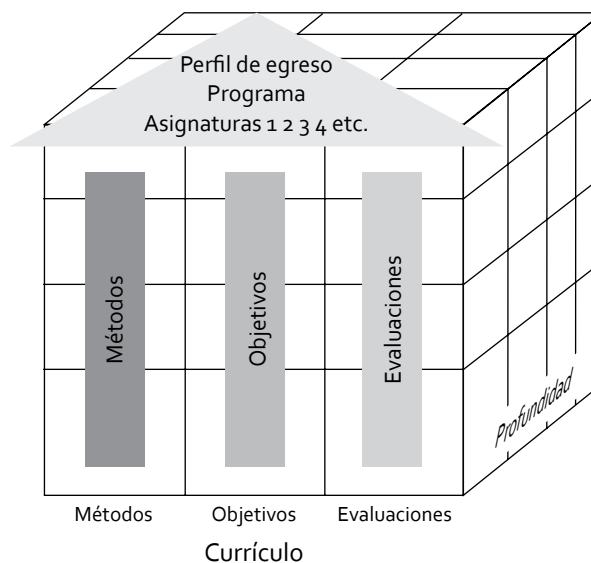 Perfil de egreso
Programa
Asignaturas 1 2 3 4 etc.
Métodos
Objetivos
Evaluaciones
Profundidad
Métodos
Objetivos
Evaluaciones
Currículo